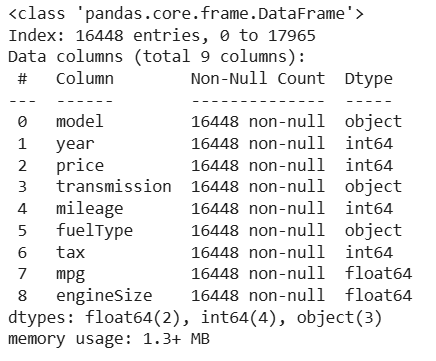 <class 'pandas.core.frame.DataFrame'>
Index: 16448 entries, 0 to 17965
Data columns (total 9 columns):
 #   Column        Non-Null Count  Dtype
---  ------        --------------  -----
 0   model         16448 non-null  object
 1   year          16448 non-null  int64
 2   price         16448 non-null  int64
 3   transmission  16448 non-null  object
 4   mileage       16448 non-null  int64
 5   fuelType      16448 non-null  object
 6   tax           16448 non-null  int64
 7   mpg           16448 non-null  float64
 8   engineSize    16448 non-null  float64
dtypes: float64(2), int64(4), object(3)
memory usage: 1.3+ MB